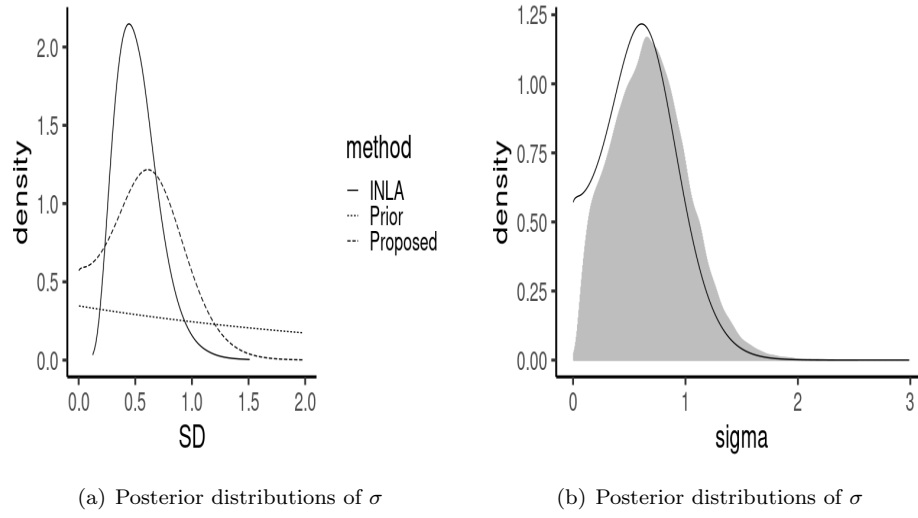 density
2.0
1.5
1.0
0.5
0.0
0.0 0.5 1.0 1.5 2.0
SD
method
INLA
Prior
Proposed
(a) Posterior distributions of σ
density
1.25
1.00
0.75
0.50
0.25
0.00
0 1 2 3
sigma
(b) Posterior distributions of σ